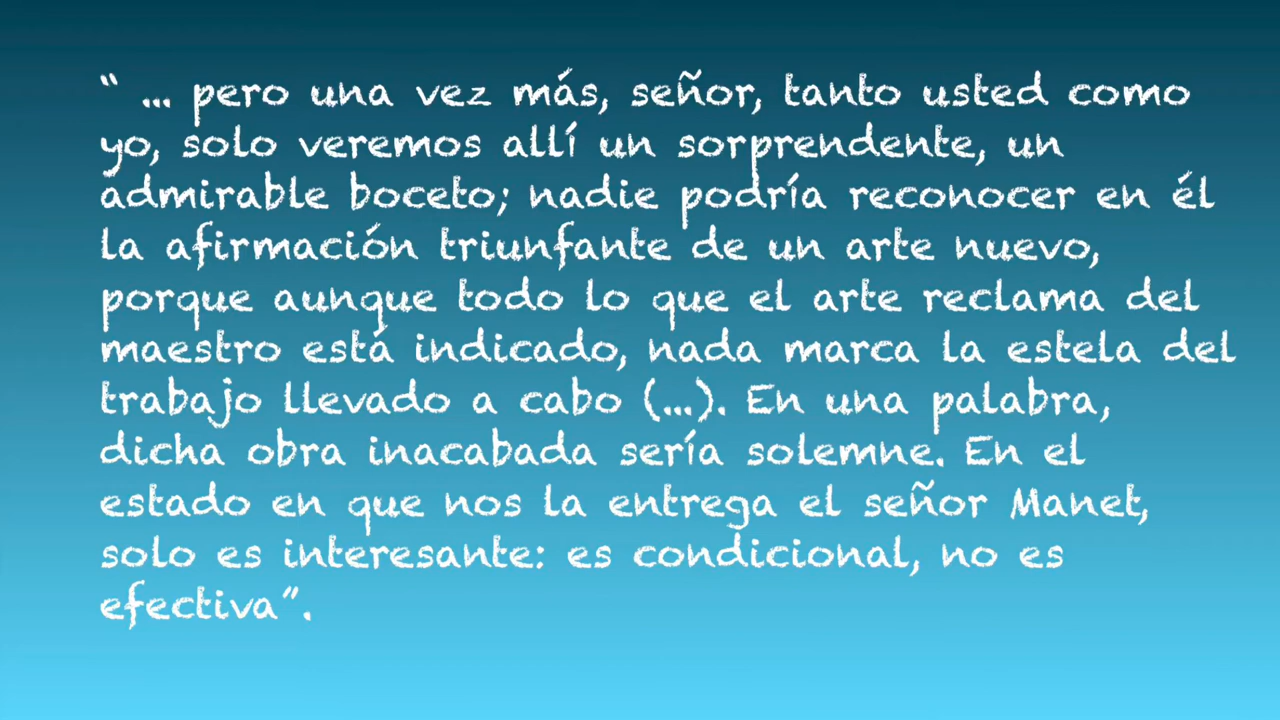 “ ... pero una vez más, señor, tanto usted como
yo, solo veremos allí un sorprendente, un
admirable boceto; nadie podría reconocer en él
la afirmación triunfante de un arte nuevo,
porque aunque todo lo que el arte reclama del
maestro está indicado, nada marca la estela del
trabajo llevado a cabo (...). En una palabra,
dicha obra inacabada sería solemne. En el
estado en que nos la entrega el señor Manet,
solo es interesante: es condicional, no es
efectiva”.